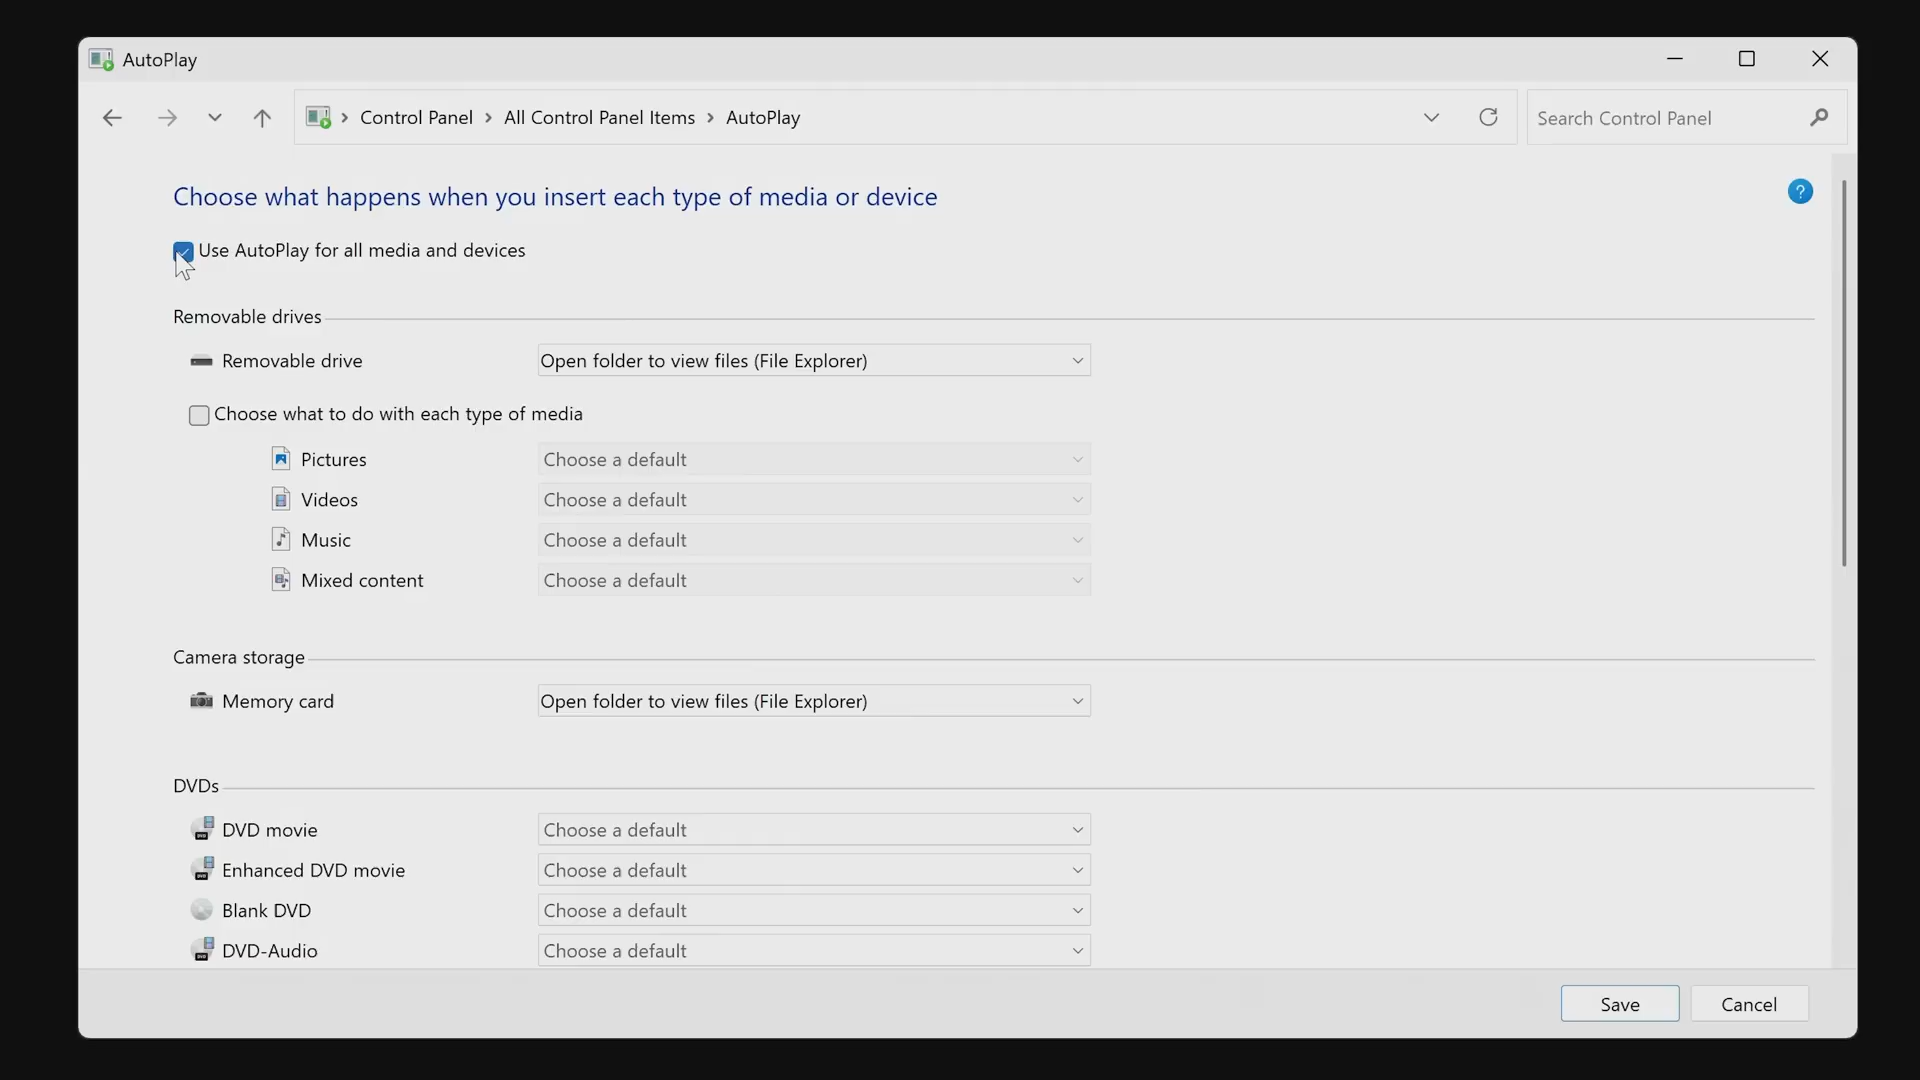 AutoPlay
Control Panel > All Control Panel Items > AutoPlay
Search Control Panel
Choose what happens when you insert each type of media or device
?
Use AutoPlay for all media and devices
Removable drives
Removable drive
Open folder to view files (File Explorer)
Choose what to do with each type of media
Pictures
Choose a default
Videos
Choose a default
Music
Choose a default
Mixed content
Choose a default
Camera storage
Memory card
Open folder to view files (File Explorer)
DVDs
DVD movie
Choose a default
Enhanced DVD movie
Choose a default
Blank DVD
Choose a default
DVD-Audio
Choose a default
Save
Cancel